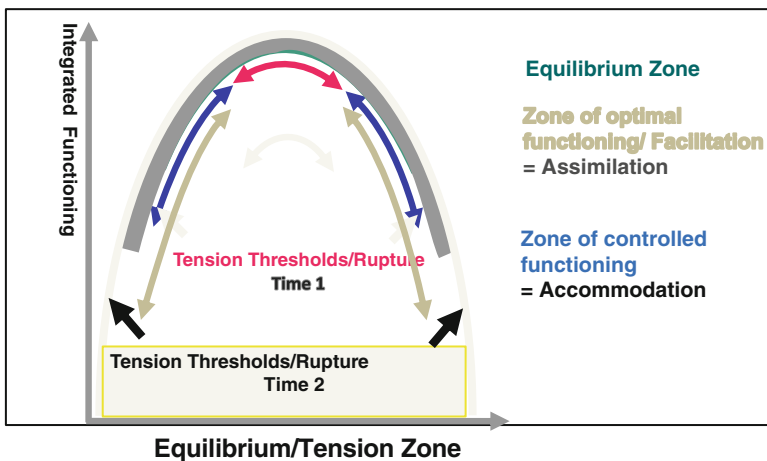 Integrated Functioning
Equilibrium Zone
Zone of optimal
functioning/ Facilitation
= Assimilation
Zone of controlled
functioning
= Accommodation
Tension Thresholds/Rupture
Time 1
Tension Thresholds/Rupture
Time 2
Equilibrium/Tension Zone